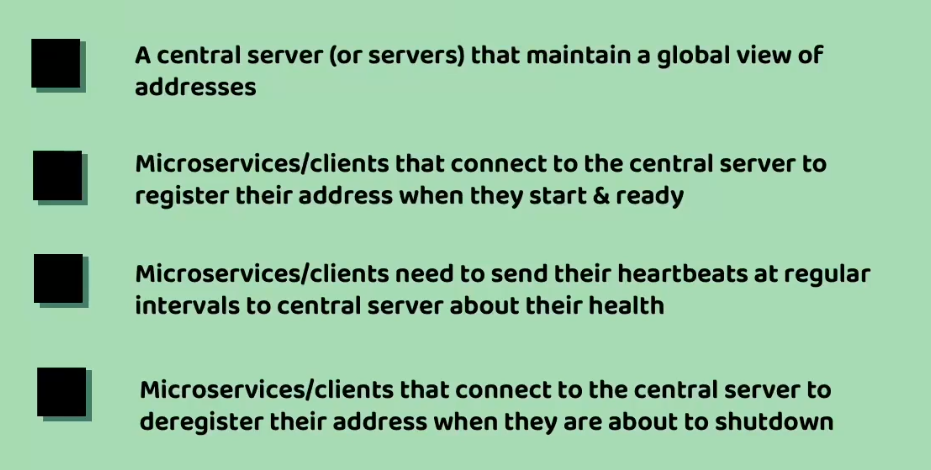 A central server (or servers) that maintain a global view of
addresses
Microservices/clients that connect to the central server to
register their address when they start & ready
Microservices/clients need to send their heartbeats at regular
intervals to central server about their health
Microservices/clients that connect to the central server to
deregister their address when they are about to shutdown